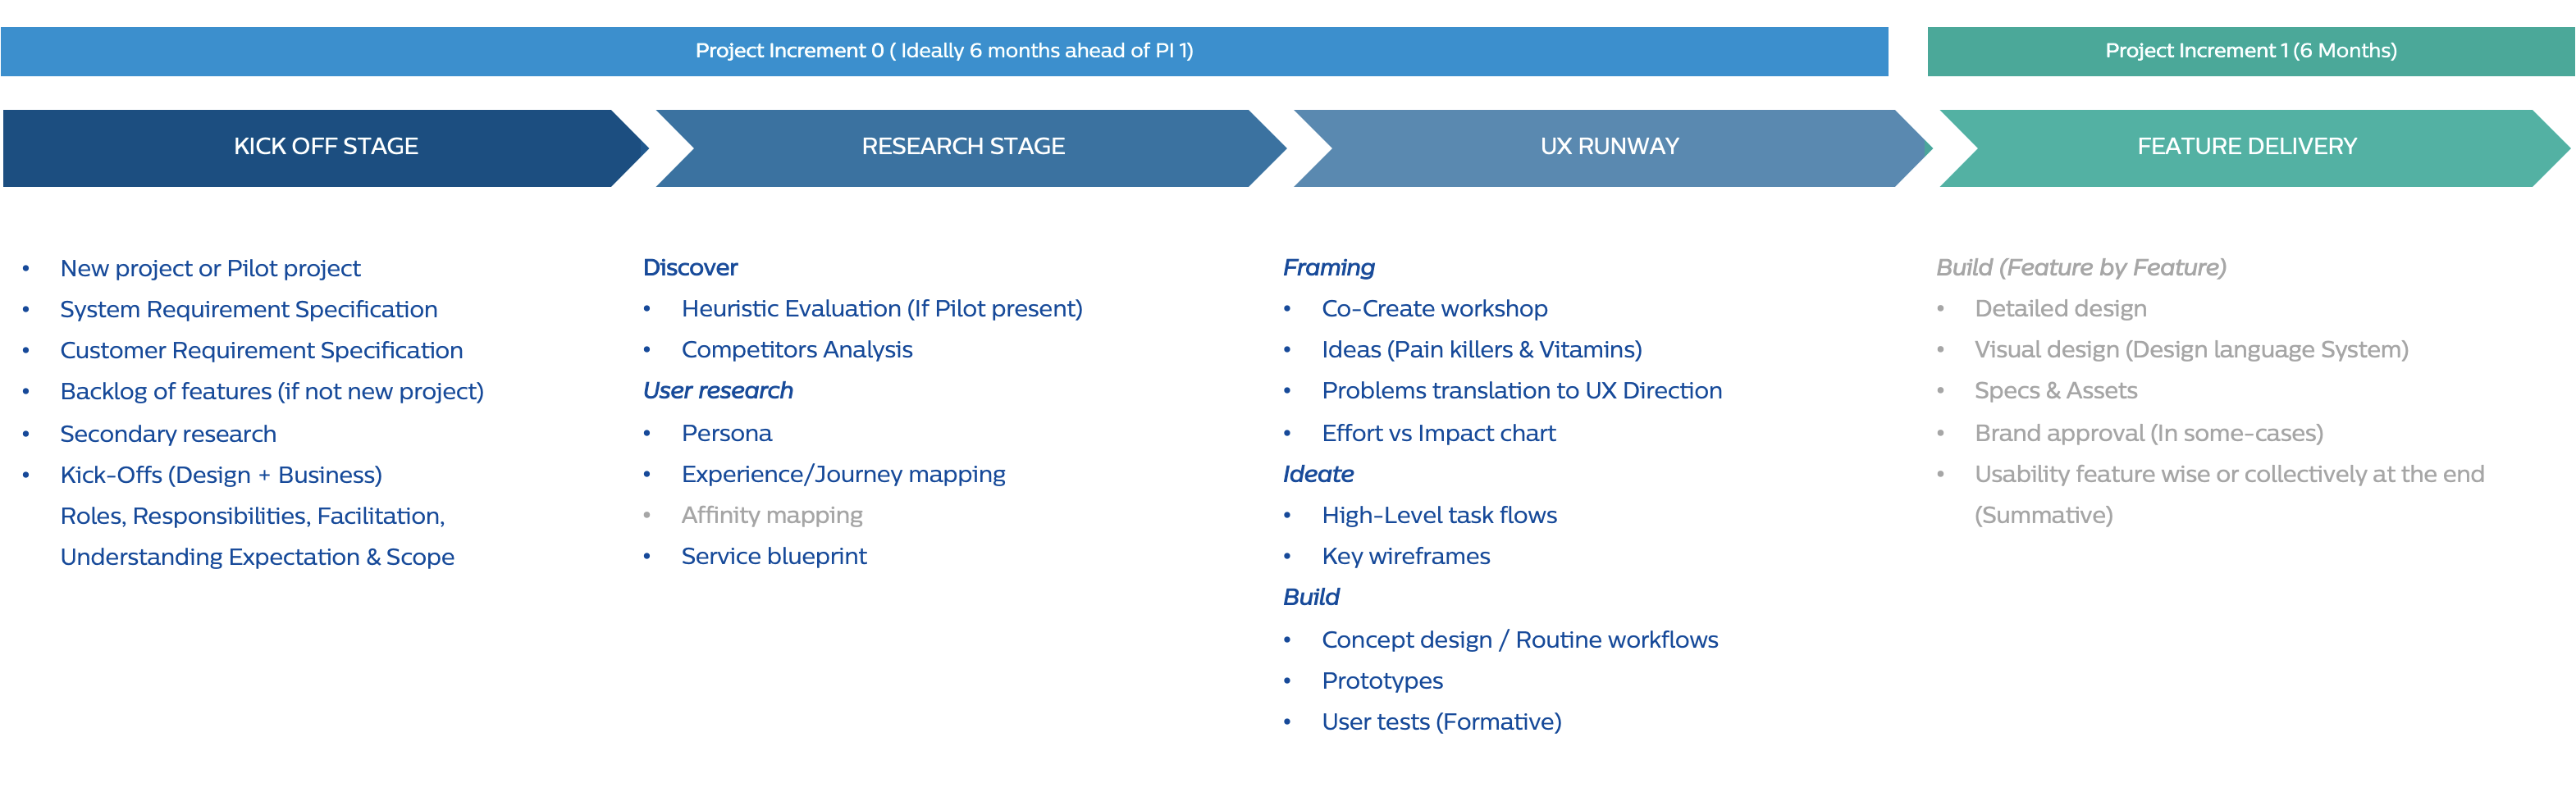 Project Increment 0 ( Ideally 6 months ahead of PI 1)
Project Increment 1 (6 Months)
KICK OFF STAGE
RESEARCH STAGE
UX RUNWAY
FEATURE DELIVERY
• New project or Pilot project
• System Requirement Specification
• Customer Requirement Specification
• Backlog of features (if not new project)
• Secondary research
• Kick-Offs (Design + Business)
Roles, Responsibilities, Facilitation,
Understanding Expectation & Scope
Discover
• Heuristic Evaluation (If Pilot present)
• Competitors Analysis
User research
• Persona
• Experience/Journey mapping
• Affinity mapping
• Service blueprint
Framing
• Co-Create workshop
• Ideas (Pain killers & Vitamins)
• Problems translation to UX Direction
• Effort vs Impact chart
Ideate
• High-Level task flows
• Key wireframes
Build
• Concept design / Routine workflows
• Prototypes
• User tests (Formative)
Build (Feature by Feature)
• Detailed design
• Visual design (Design language System)
• Specs & Assets
• Brand approval (In some-cases)
• Usability feature wise or collectively at the end
(Summative)